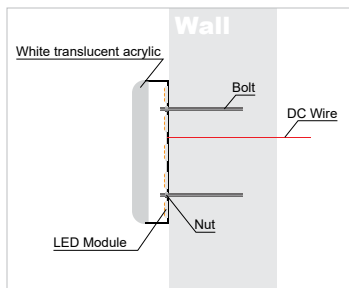 Wall
White translucent acrylic
Bolt
DC Wire
Nut
LED Module